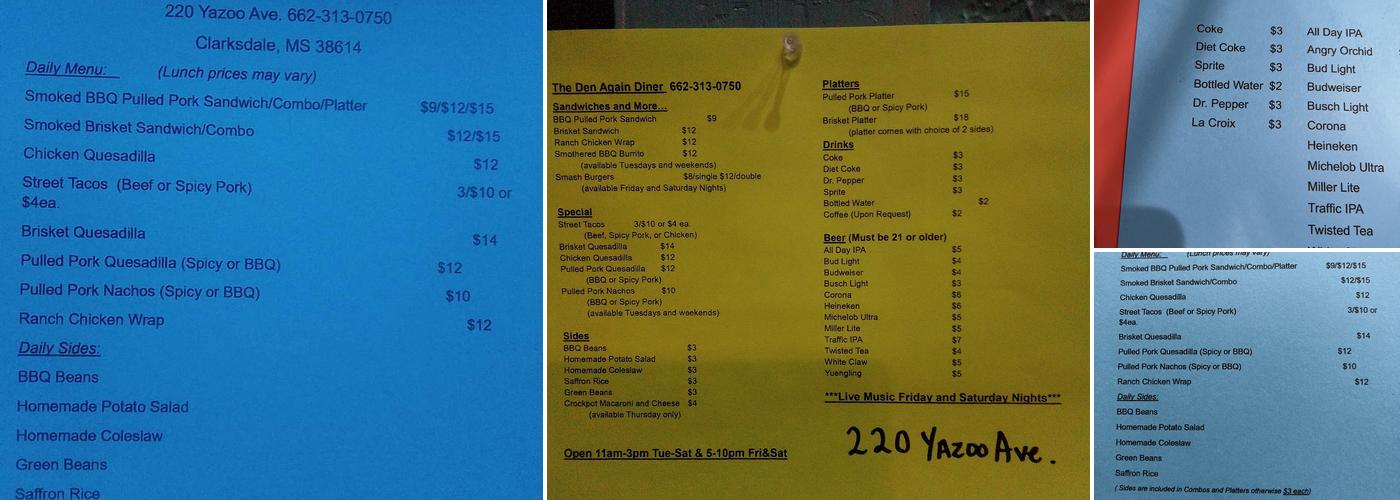 220 Yazoo Ave. 662-313-0750
Clarksdale, MS 38614
Daily Menu: (Lunch prices may vary)
Smoked BBQ Pulled Pork Sandwich/Combo/Platter $9/$12/$15
Smoked Brisket Sandwich/Combo $12/$15
Chicken Quesadilla $12
Street Tacos (Beef or Spicy Pork) 3/$10 or
$4ea.
Brisket Quesadilla $14
Pulled Pork Quesadilla (Spicy or BBQ) $12
Pulled Pork Nachos (Spicy or BBQ) $10
Ranch Chicken Wrap $12
Daily Sides:
BBQ Beans
Homemade Potato Salad
Homemade Coleslaw
Green Beans
Saffron Rice
The Den Again Diner 662-313-0750
Sandwiches and More...
BBQ Pulled Pork Sandwich $9
Brisket Sandwich $12
Ranch Chicken Wrap $12
Smothered BBQ Burrito $12
(available Tuesdays and weekends)
Smash Burgers $8/single $12/double
(available Friday and Saturday Nights)
Special
Street Tacos 3/$10 or $4 ea.
(Beef, Spicy Pork, or Chicken)
Brisket Quesadilla $14
Chicken Quesadilla $12
Pulled Pork Quesadilla $12
(BBQ or Spicy Pork)
Pulled Pork Nachos $10
(BBQ or Spicy Pork)
(available Tuesdays and weekends)
Sides
BBQ Beans $3
Homemade Potato Salad $3
Homemade Coleslaw $3
Saffron Rice $3
Green Beans $3
Crockpot Macaroni and Cheese $4
(available Thursday only)
Open 11am-3pm Tue-Sat & 5-10pm Fri&Sat
Platters
Pulled Pork Platter $15
(BBQ or Spicy Pork)
Brisket Platter $18
(platter comes with choice of 2 sides)
Drinks
Coke $3
Diet Coke $3
Dr. Pepper $3
Sprite $3
Bottled Water $2
Coffee (Upon Request) $2
Beer (Must be 21 or older)
All Day IPA $5
Bud Light $4
Budweiser $4
Busch Light $3
Corona $6
Heineken $6
Michelob Ultra $5
Miller Lite $5
Traffic IPA $7
Twisted Tea $4
White Claw $5
Yuengling $5
***Live Music Friday and Saturday Nights***
220 Yazoo Ave.
Coke $3
Diet Coke $3
Sprite $3
Bottled Water $2
Dr. Pepper $3
La Croix $3
All Day IPA
Angry Orchid
Bud Light
Budweiser
Busch Light
Corona
Heineken
Michelob Ultra
Miller Lite
Traffic IPA
Twisted Tea
Daily Menu: (Lunch prices may vary)
Smoked BBQ Pulled Pork Sandwich/Combo/Platter $9/$12/$15
Smoked Brisket Sandwich/Combo $12/$15
Chicken Quesadilla $12
Street Tacos (Beef or Spicy Pork) 3/$10 or
$4ea.
Brisket Quesadilla $14
Pulled Pork Quesadilla (Spicy or BBQ) $12
Pulled Pork Nachos (Spicy or BBQ) $10
Ranch Chicken Wrap $12
Daily Sides:
BBQ Beans
Homemade Potato Salad
Homemade Coleslaw
Green Beans
Saffron Rice
( Sides are included in Combos and Platters otherwise $3 each)